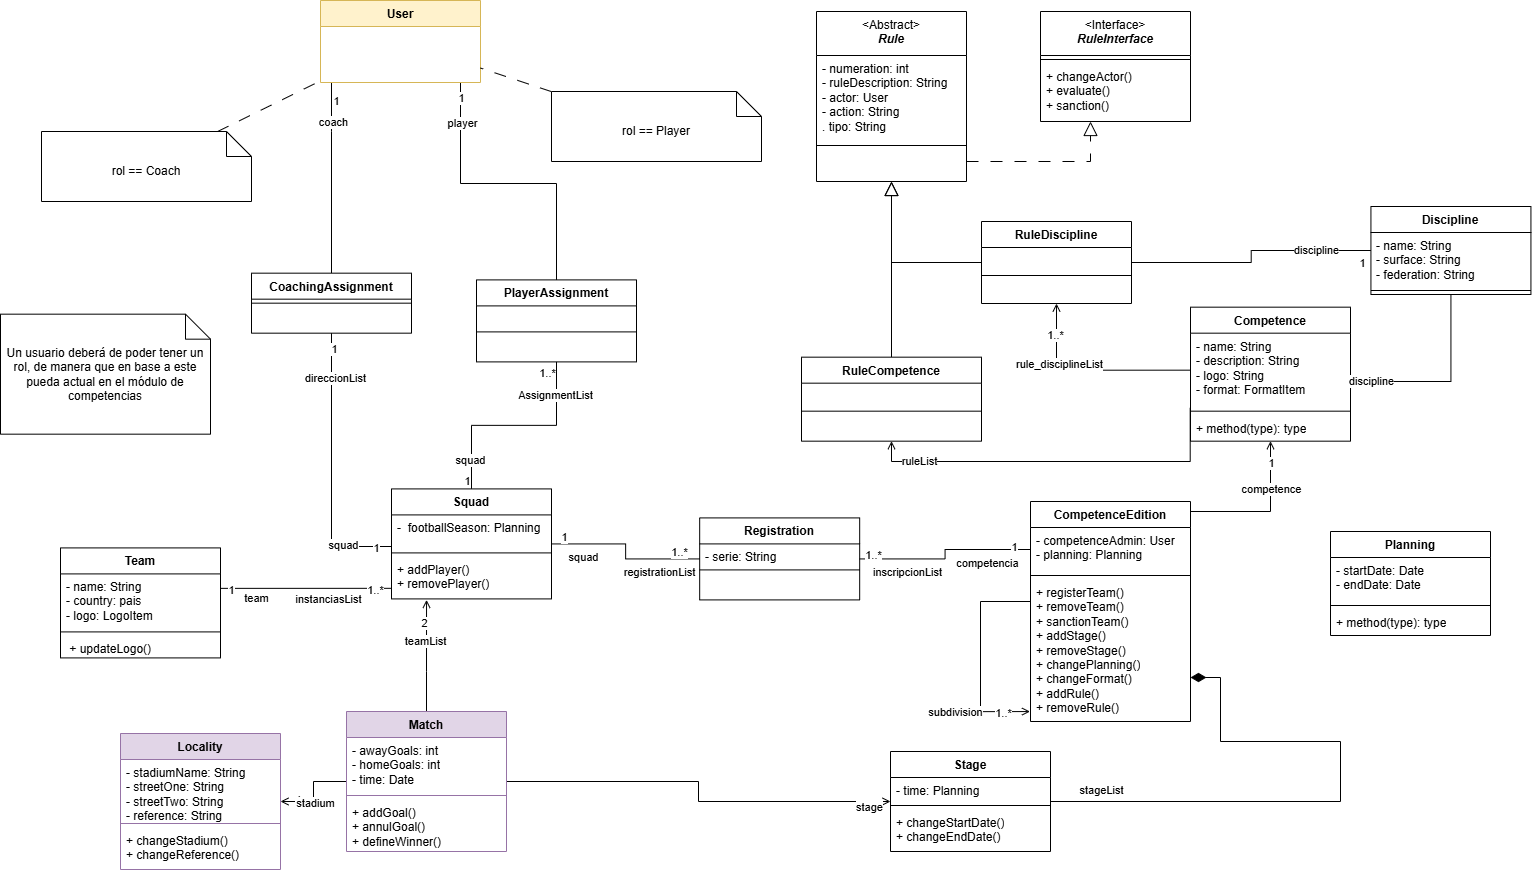 User
1
coach
1
player
rol == Coach
rol == Player
<Abstract>
Rule
- numeration: int
- ruleDescription: String
- actor: User
- action: String
. tipo: String
<Interface>
RuleInterface
+ changeActor()
+ evaluate()
+ sanction()
RuleDiscipline
discipline
1
Discipline
- name: String
- surface: String
- federation: String
CoachingAssignment
PlayerAssignment
Un usuario deberá de poder tener un
rol, de manera que en base a este
pueda actual en el módulo de
competencias
1
direccionList
1..*
AssignmentList
RuleCompetence
1..*
rule_disciplineList
Competence
- name: String
- description: String
- logo: String
- format: FormatItem
+ method(type): type
discipline
ruleList
1
competence
squad
1
squad
1
Squad
- footballSeason: Planning
+ addPlayer()
+ removePlayer()
1
squad
1..*
registrationList
Registration
- serie: String
1..*
inscripcionList
1
competencia
CompetenceEdition
- competenceAdmin: User
- planning: Planning
+ registerTeam()
+ removeTeam()
+ sanctionTeam()
+ addStage()
+ removeStage()
+ changePlanning()
+ changeFormat()
+ addRule()
+ removeRule()
Planning
- startDate: Date
- endDate: Date
+ method(type): type
Team
- name: String
- country: pais
- logo: LogoItem
+ updateLogo()
1
team
instanciasList
1..*
2
teamList
subdivision
1..*
Match
- awayGoals: int
- homeGoals: int
- time: Date
+ addGoal()
+ annulGoal()
+ defineWinner()
Locality
- stadiumName: String
- streetOne: String
- streetTwo: String
- reference: String
+ changeStadium()
+ changeReference()
stadium
stage
Stage
- time: Planning
+ changeStartDate()
+ changeEndDate()
stageList